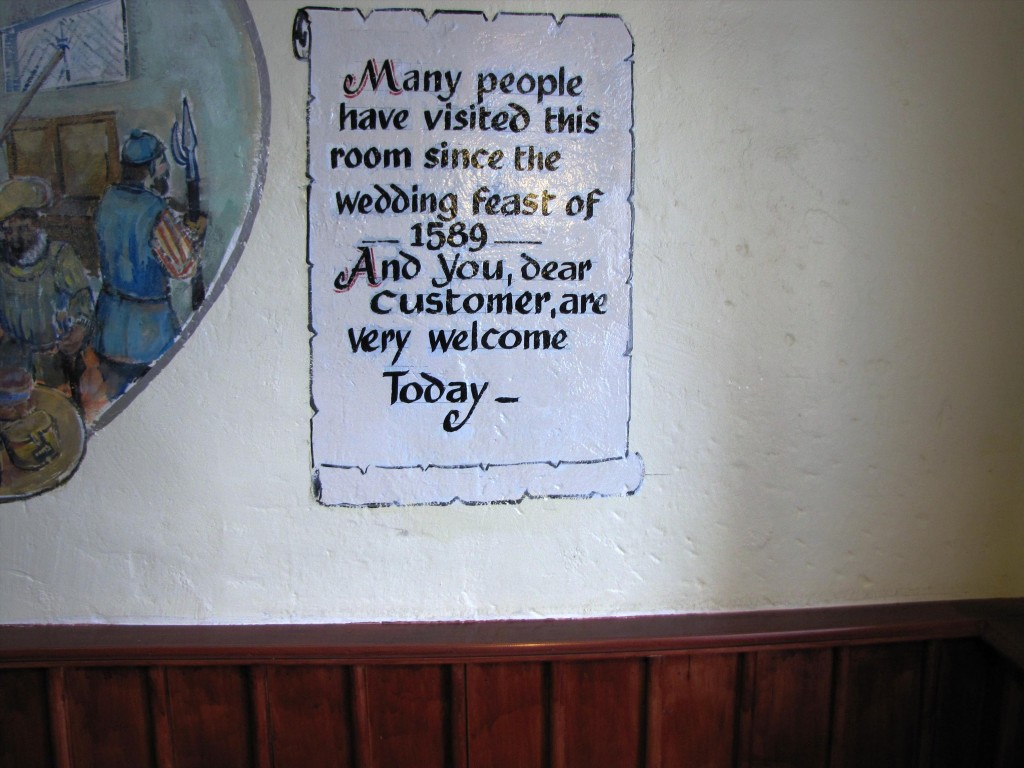 Many people
have visited this
room since the
wedding feast of
— 1589 —
And You, dear
Customer, are
very welcome
Today –